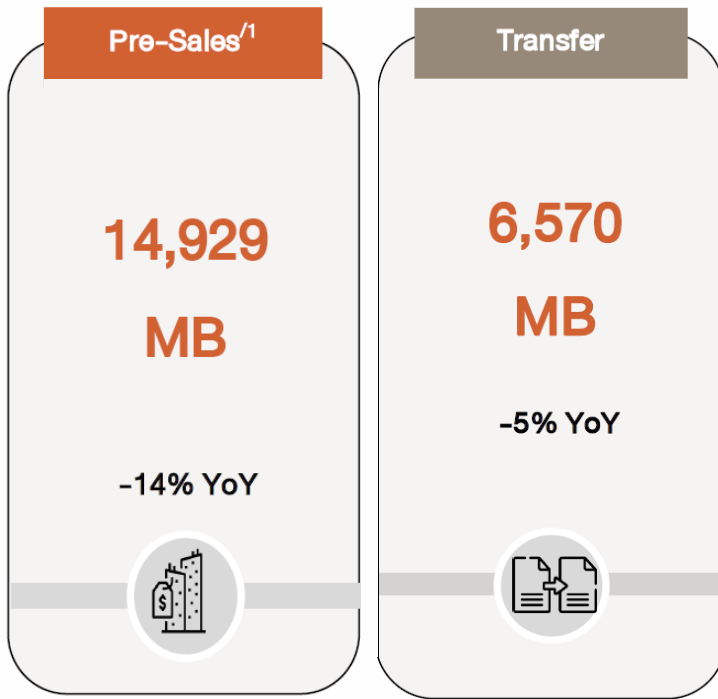 Pre-Sales/1
14,929
MB
-14% YoY
$
Transfer
6,570
MB
-5% YoY